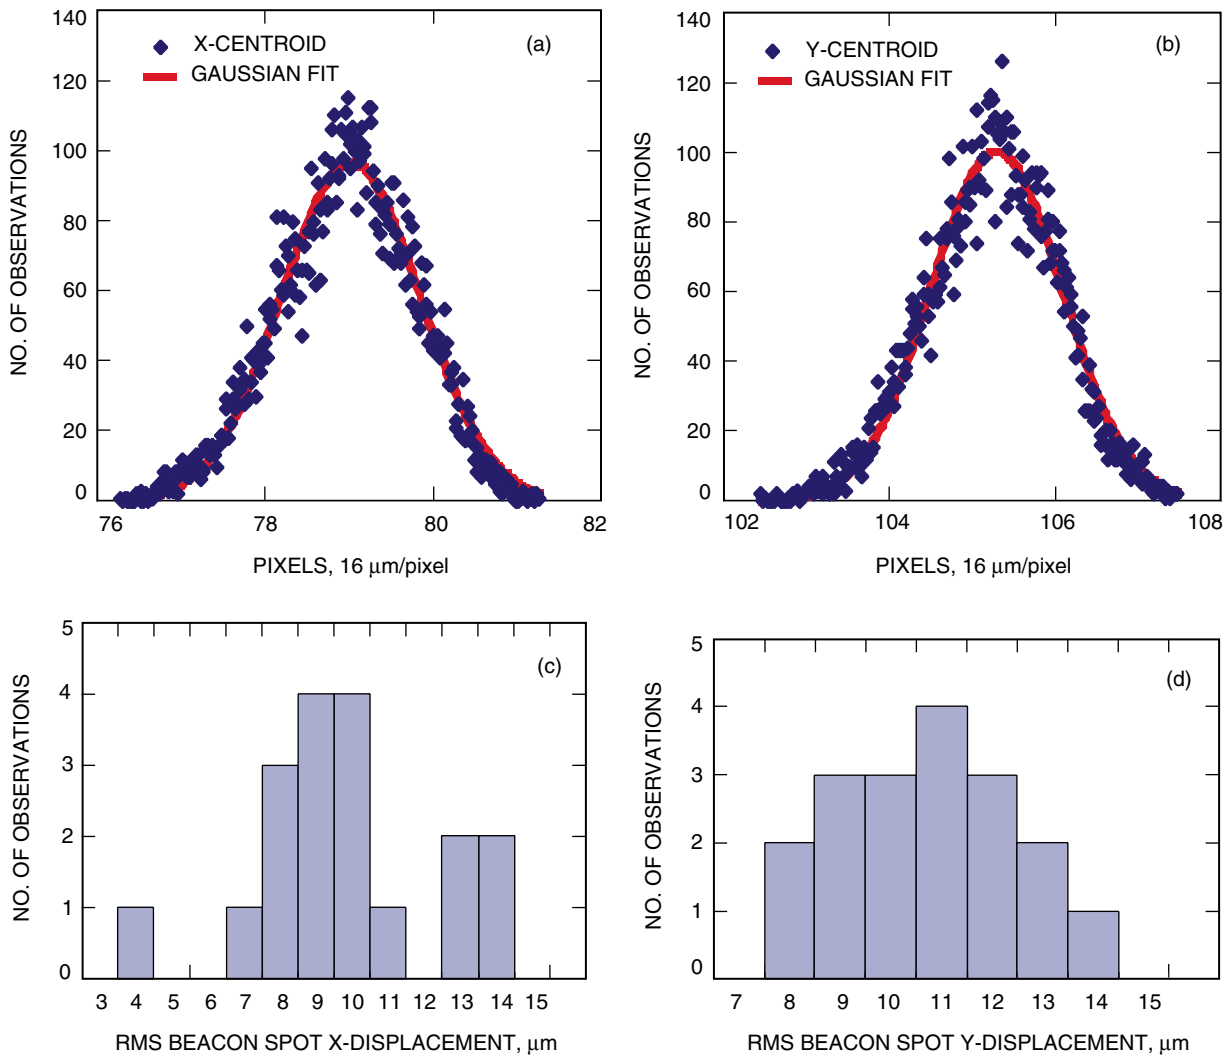 140
120
100
80
60
40
20
0
NO. OF OBSERVATIONS
X-CENTROID
GAUSSIAN FIT
(a)
76 78 80 82
PIXELS, 16 µm/pixel
140
120
100
80
60
40
20
0
NO. OF OBSERVATIONS
Y-CENTROID
GAUSSIAN FIT
(b)
102 104 106 108
PIXELS, 16 µm/pixel
5
4
3
2
1
0
NO. OF OBSERVATIONS
(c)
3 4 5 6 7 8 9 10 11 12 13 14 15
RMS BEACON SPOT X-DISPLACEMENT, µm
5
4
3
2
1
0
NO. OF OBSERVATIONS
(d)
7 8 9 10 11 12 13 14 15
RMS BEACON SPOT Y-DISPLACEMENT, µm